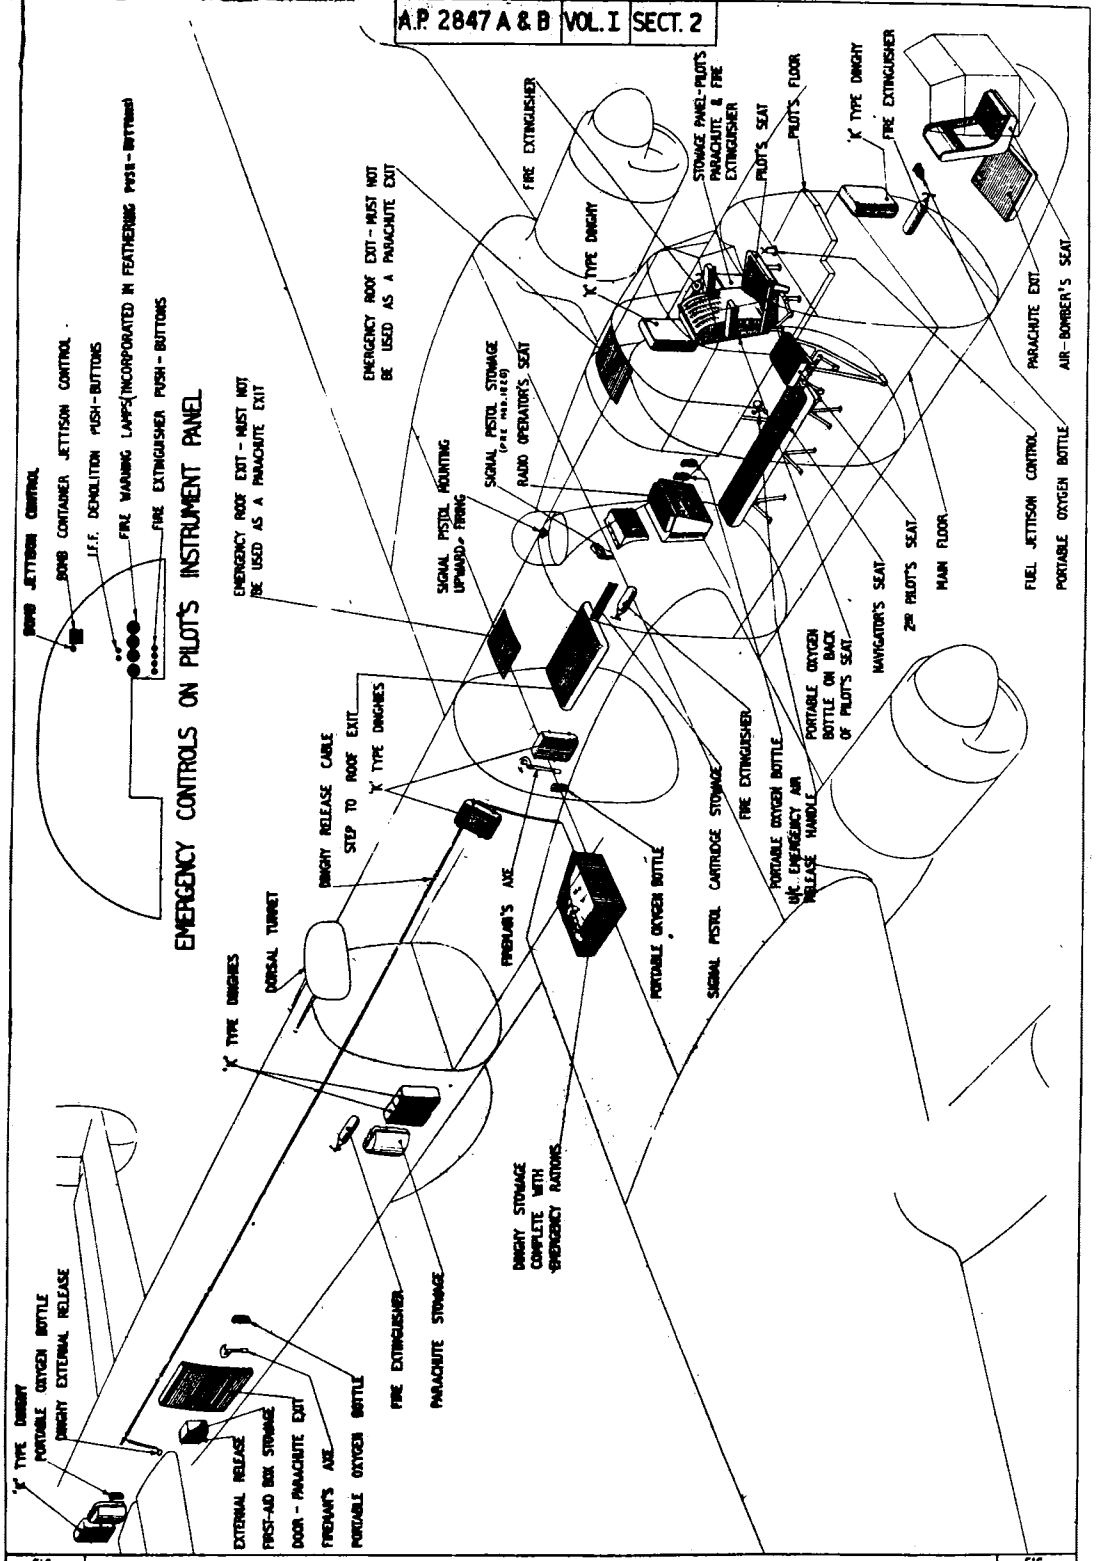 A.P. 2847 A & B VOL. I SECT. 2
BOMB JETTISON CONTROL
BOMB CONTAINER JETTISON CONTROL
I.F.F. DEMOLITION PUSH-BUTTONS
FIRE WARNING LAMPS (INCORPORATED IN FEATHERING PUSH-BUTTONS)
FIRE EXTINGUISHER PUSH-BUTTONS
EMERGENCY CONTROLS ON PILOT'S INSTRUMENT PANEL
'K' TYPE DINGHY
PORTABLE OXYGEN BOTTLE
DINGHY EXTERNAL RELEASE
'K' TYPE DINGHIES
DORSAL TURRET
DINGHY RELEASE CABLE
STEP TO ROOF EXIT
'K' TYPE DINGHIES
EMERGENCY ROOF EXIT - MUST NOT
BE USED AS A PARACHUTE EXIT
EMERGENCY ROOF EXIT - MUST NOT
BE USED AS A PARACHUTE EXIT
SIGNAL PISTOL MOUNTING
UPWARD FIRING
SIGNAL PISTOL STOWAGE
(PRE MOD.1020)
RADIO OPERATOR'S SEAT
FIRE EXTINGUISHER
'K' TYPE DINGHY
STOWAGE PANEL-PILOT'S
PARACHUTE & FIRE
EXTINGUISHER
PILOT'S SEAT
PILOT'S FLOOR
'K' TYPE DINGHY
FIRE EXTINGUISHER
EXTERNAL RELEASE
FIRST-AID BOX STOWAGE
DOOR - PARACHUTE EXIT
FIREMAN'S AXE
PORTABLE OXYGEN BOTTLE
FIRE EXTINGUISHER
PARACHUTE STOWAGE
DINGHY STOWAGE
COMPLETE WITH
EMERGENCY RATIONS
FIREMAN'S AXE
PORTABLE OXYGEN BOTTLE
SIGNAL PISTOL CARTRIDGE STOWAGE
FIRE EXTINGUISHER
PORTABLE OXYGEN BOTTLE
U/C EMERGENCY AIR
RELEASE HANDLE
PORTABLE OXYGEN
BOTTLE ON BACK
OF PILOT'S SEAT
NAVIGATOR'S SEAT
2ND PILOT'S SEAT
MAIN FLOOR
FUEL JETTISON CONTROL
PARACHUTE EXIT
PORTABLE OXYGEN BOTTLE
AIR-BOMBER'S SEAT